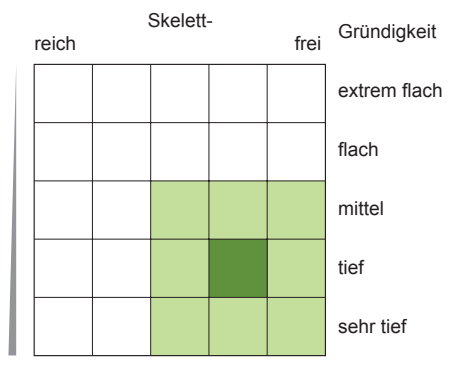 Skelett-
reich frei Gründigkeit
extrem flach
flach
mittel
tief
sehr tief